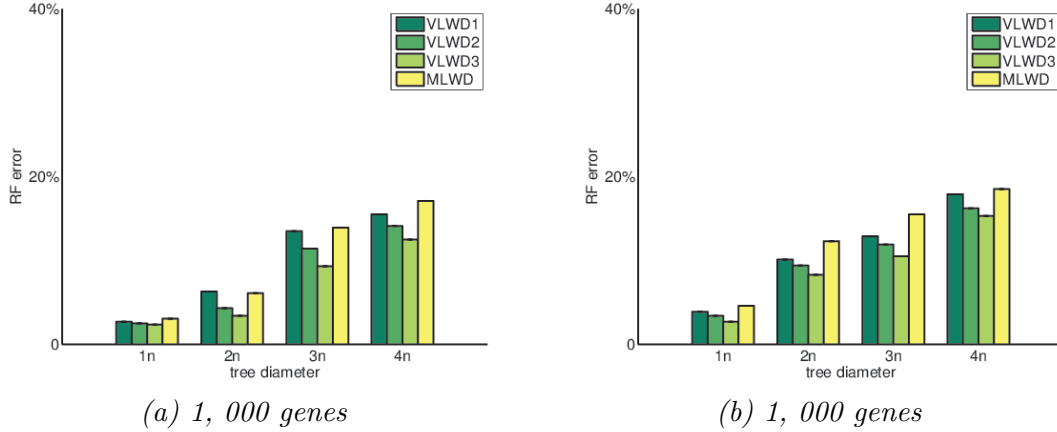 40%
20%
0
RF error
VLWD1
VLWD2
VLWD3
MLWD
1n 2n 3n 4n
tree diameter
(a) 1, 000 genes
40%
20%
0
RF error
VLWD1
VLWD2
VLWD3
MLWD
1n 2n 3n 4n
tree diameter
(b) 1, 000 genes